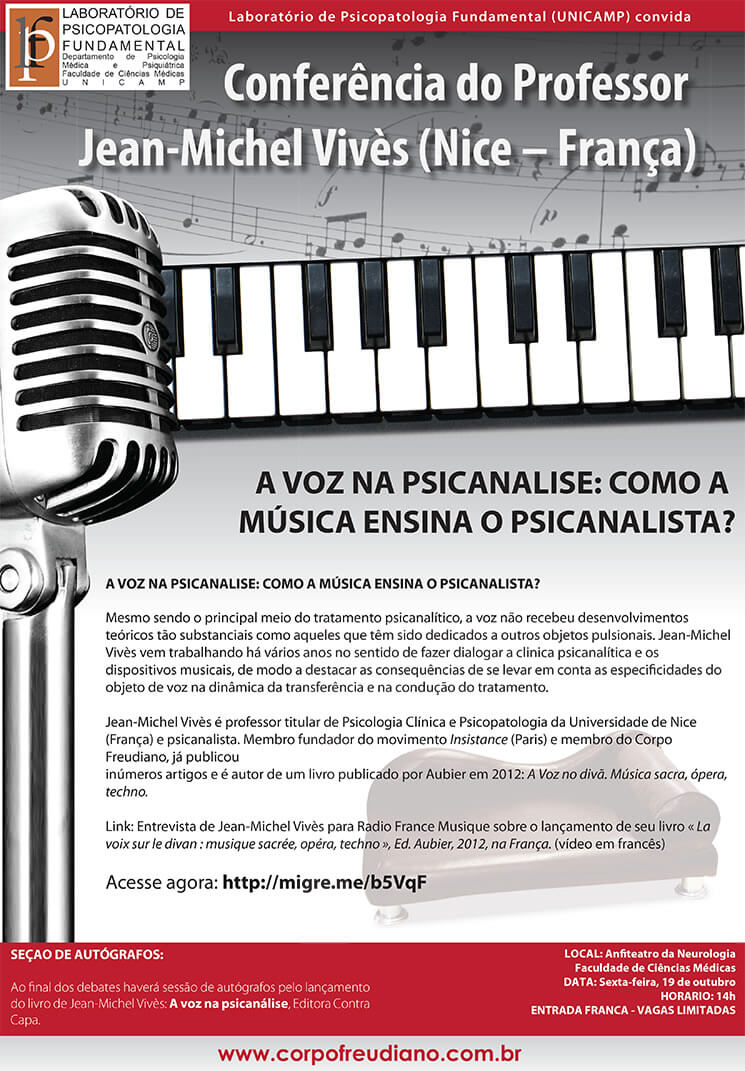 LABORATÓRIO DE
PSICOPATOLOGIA
FUNDAMENTAL
Departamento de Psicologia
Médica e Psiquiátrica
Faculdade de Ciências Médicas
UNICAMP
Laboratório de Psicopatologia Fundamental (UNICAMP) convida
Conferência do Professor
Jean-Michel Vivès (Nice – França)
A VOZ NA PSICANALISE: COMO A
MÚSICA ENSINA O PSICANALISTA?
A VOZ NA PSICANALISE: COMO A MÚSICA ENSINA O PSICANALISTA?
Mesmo sendo o principal meio do tratamento psicanalítico, a voz não recebeu desenvolvimentos
teóricos tão substanciais como aqueles que têm sido dedicados a outros objetos pulsionais. Jean-Michel
Vivès vem trabalhando há vários anos no sentido de fazer dialogar a clinica psicanalítica e os
dispositivos musicais, de modo a destacar as consequências de se levar em conta as especificidades do
objeto de voz na dinâmica da transferência e na condução do tratamento.
Jean-Michel Vivès é professor titular de Psicologia Clínica e Psicopatologia da Universidade de Nice
(França) e psicanalista. Membro fundador do movimento Insistance (Paris) e membro do Corpo
Freudiano, já publicou
inúmeros artigos e é autor de um livro publicado por Aubier em 2012: A Voz no divã. Música sacra, ópera,
techno.
Link: Entrevista de Jean-Michel Vivès para Radio France Musique sobre o lançamento de seu livro « La
voix sur le divan : musique sacrée, opéra, techno », Ed. Aubier, 2012, na França. (vídeo em francês)
Acesse agora: http://migre.me/b5VqF
SEÇAO DE AUTÓGRAFOS:
Ao final dos debates haverá sessão de autógrafos pelo lançamento
do livro de Jean-Michel Vivès: A voz na psicanálise, Editora Contra
Capa.
LOCAL: Anfiteatro da Neurologia
Faculdade de Ciências Médicas
DATA: Sexta-feira, 19 de outubro
HORARIO: 14h
ENTRADA FRANCA - VAGAS LIMITADAS
www.corpofreudiano.com.br